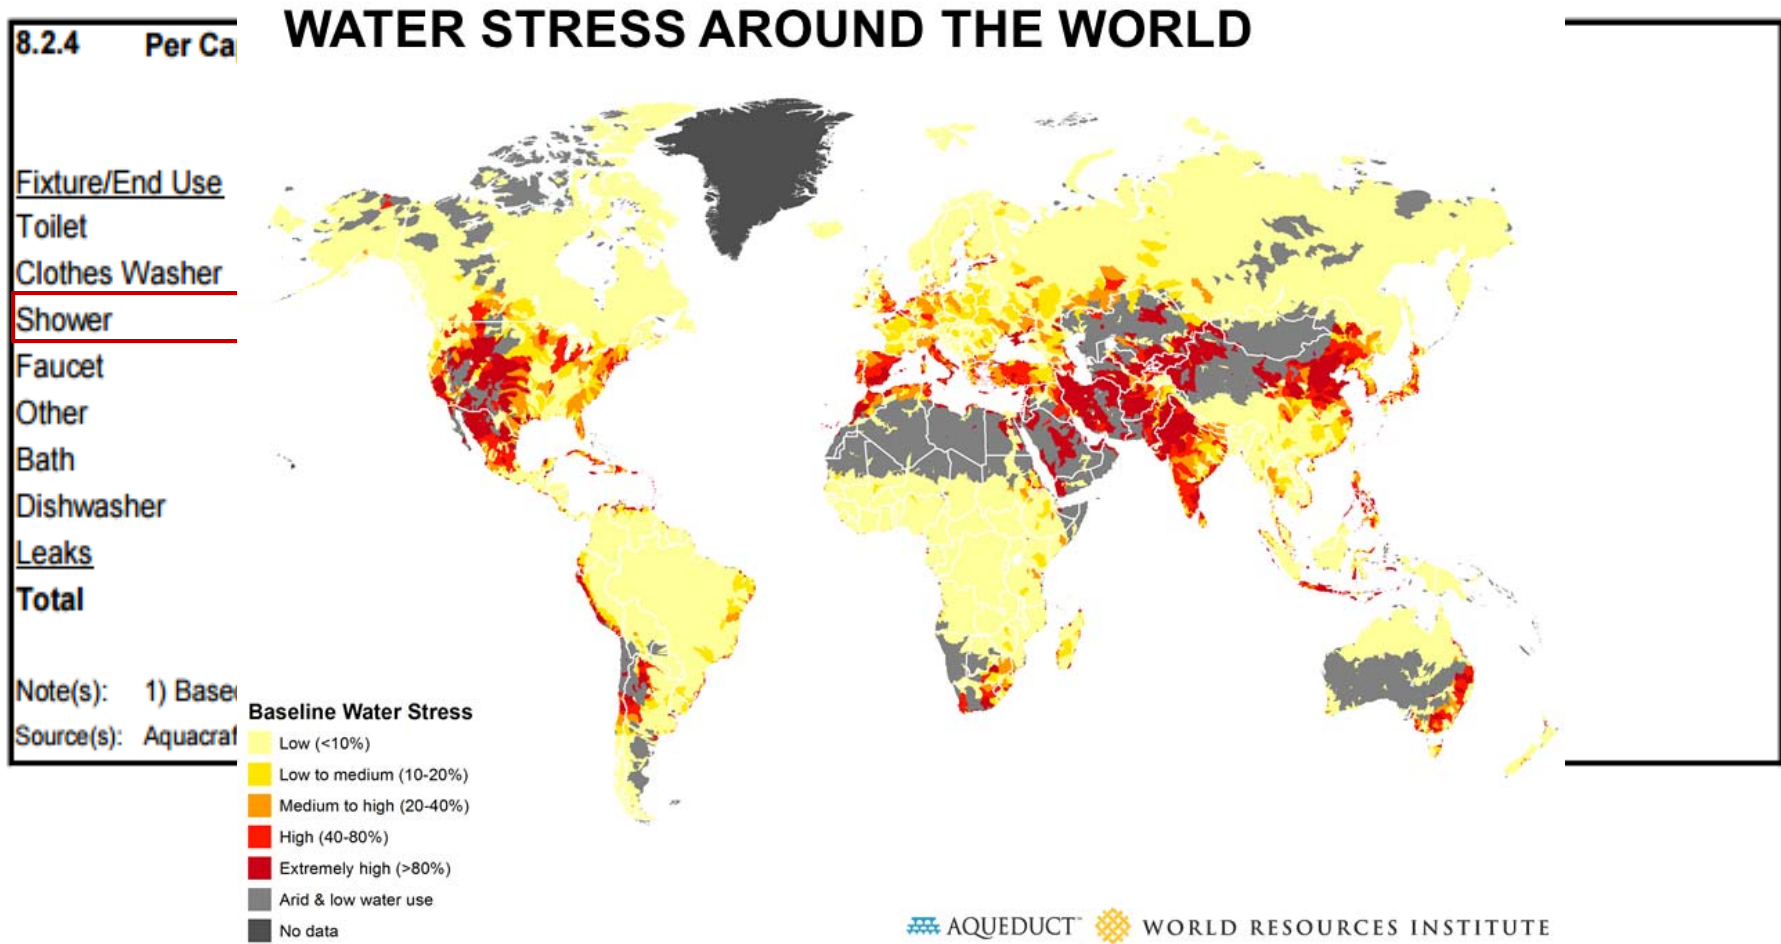 WATER STRESS AROUND THE WORLD
8.2.4 Per Ca
Fixture/End Use
Toilet
Clothes Washer
Shower
Faucet
Other
Bath
Dishwasher
Leaks
Total
Note(s): 1) Base
Source(s): Aquacraf
Baseline Water Stress
Low (<10%)
Low to medium (10-20%)
Medium to high (20-40%)
High (40-80%)
Extremely high (>80%)
Arid & low water use
No data
AQUEDUCT™ WORLD RESOURCES INSTITUTE